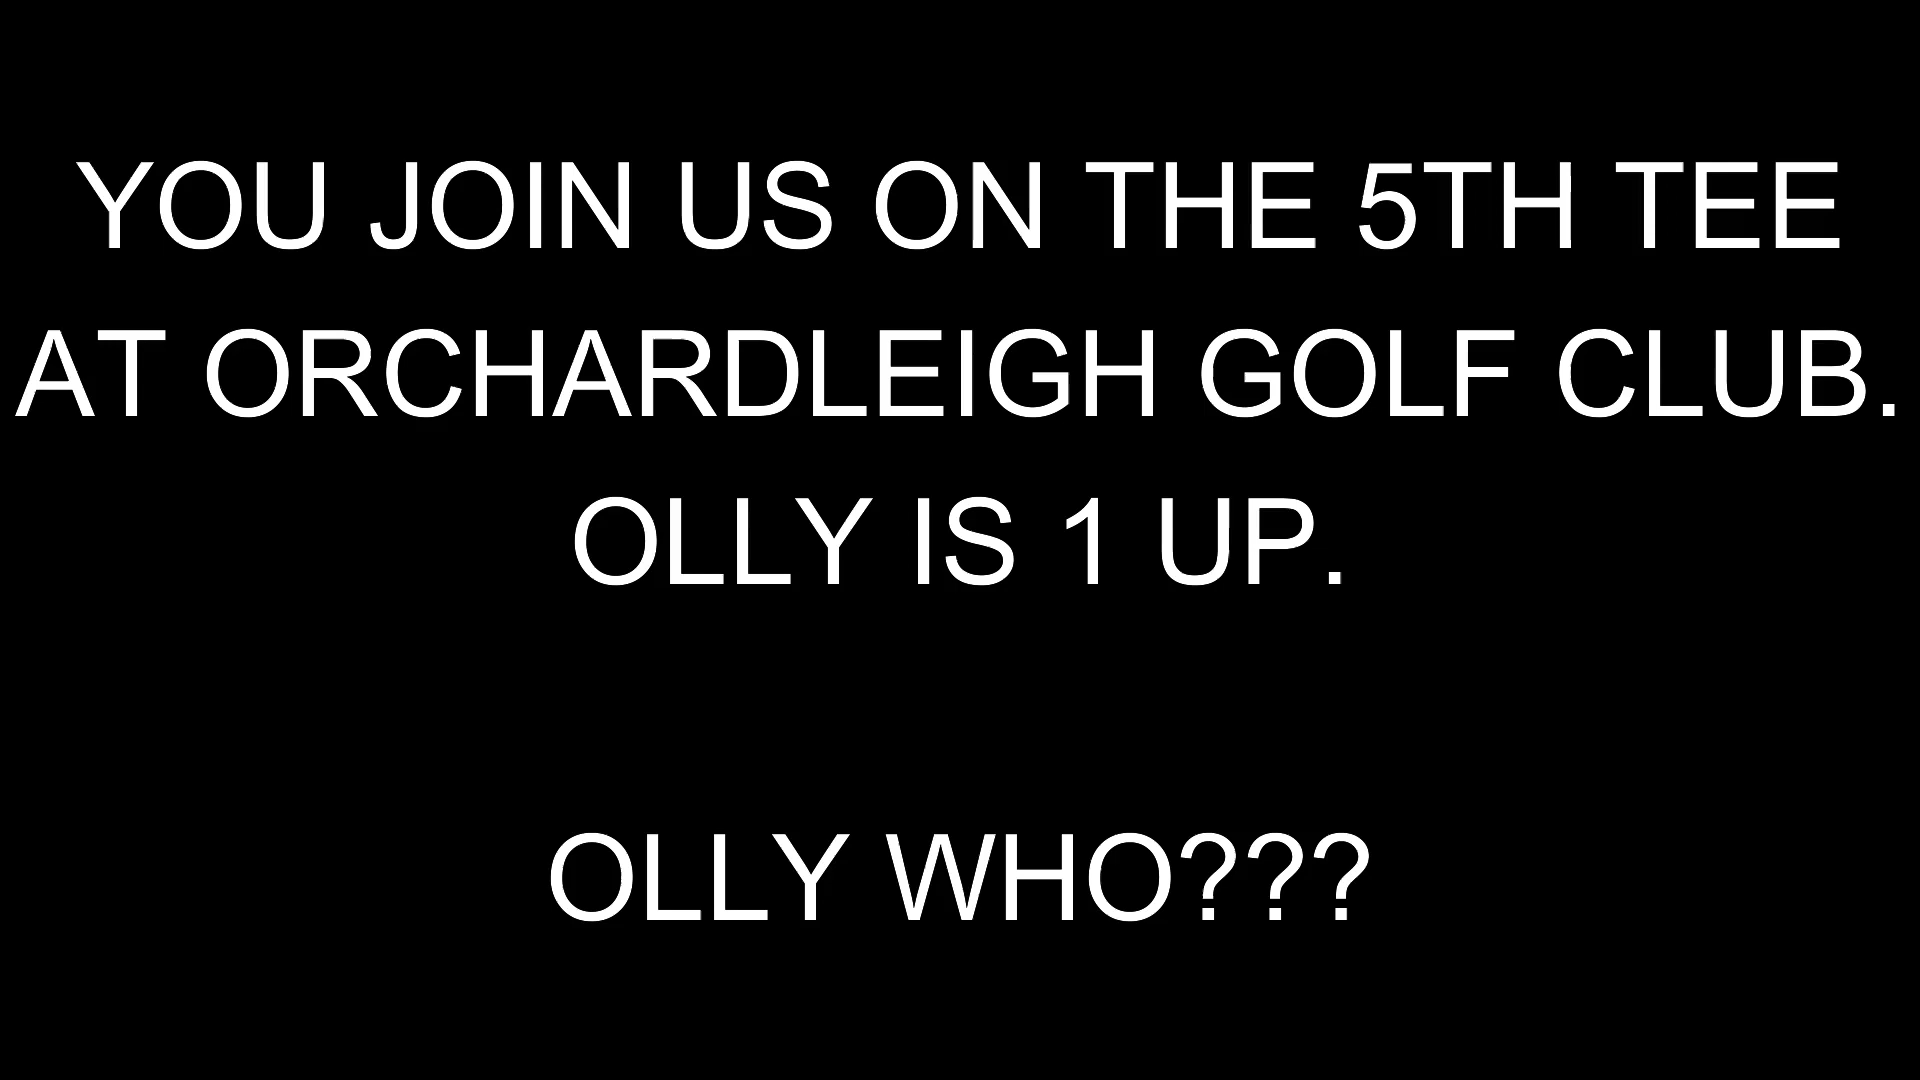 YOU JOIN US ON THE 5TH TEE
AT ORCHARDLEIGH GOLF CLUB.
OLLY IS 1 UP.
OLLY WHO???